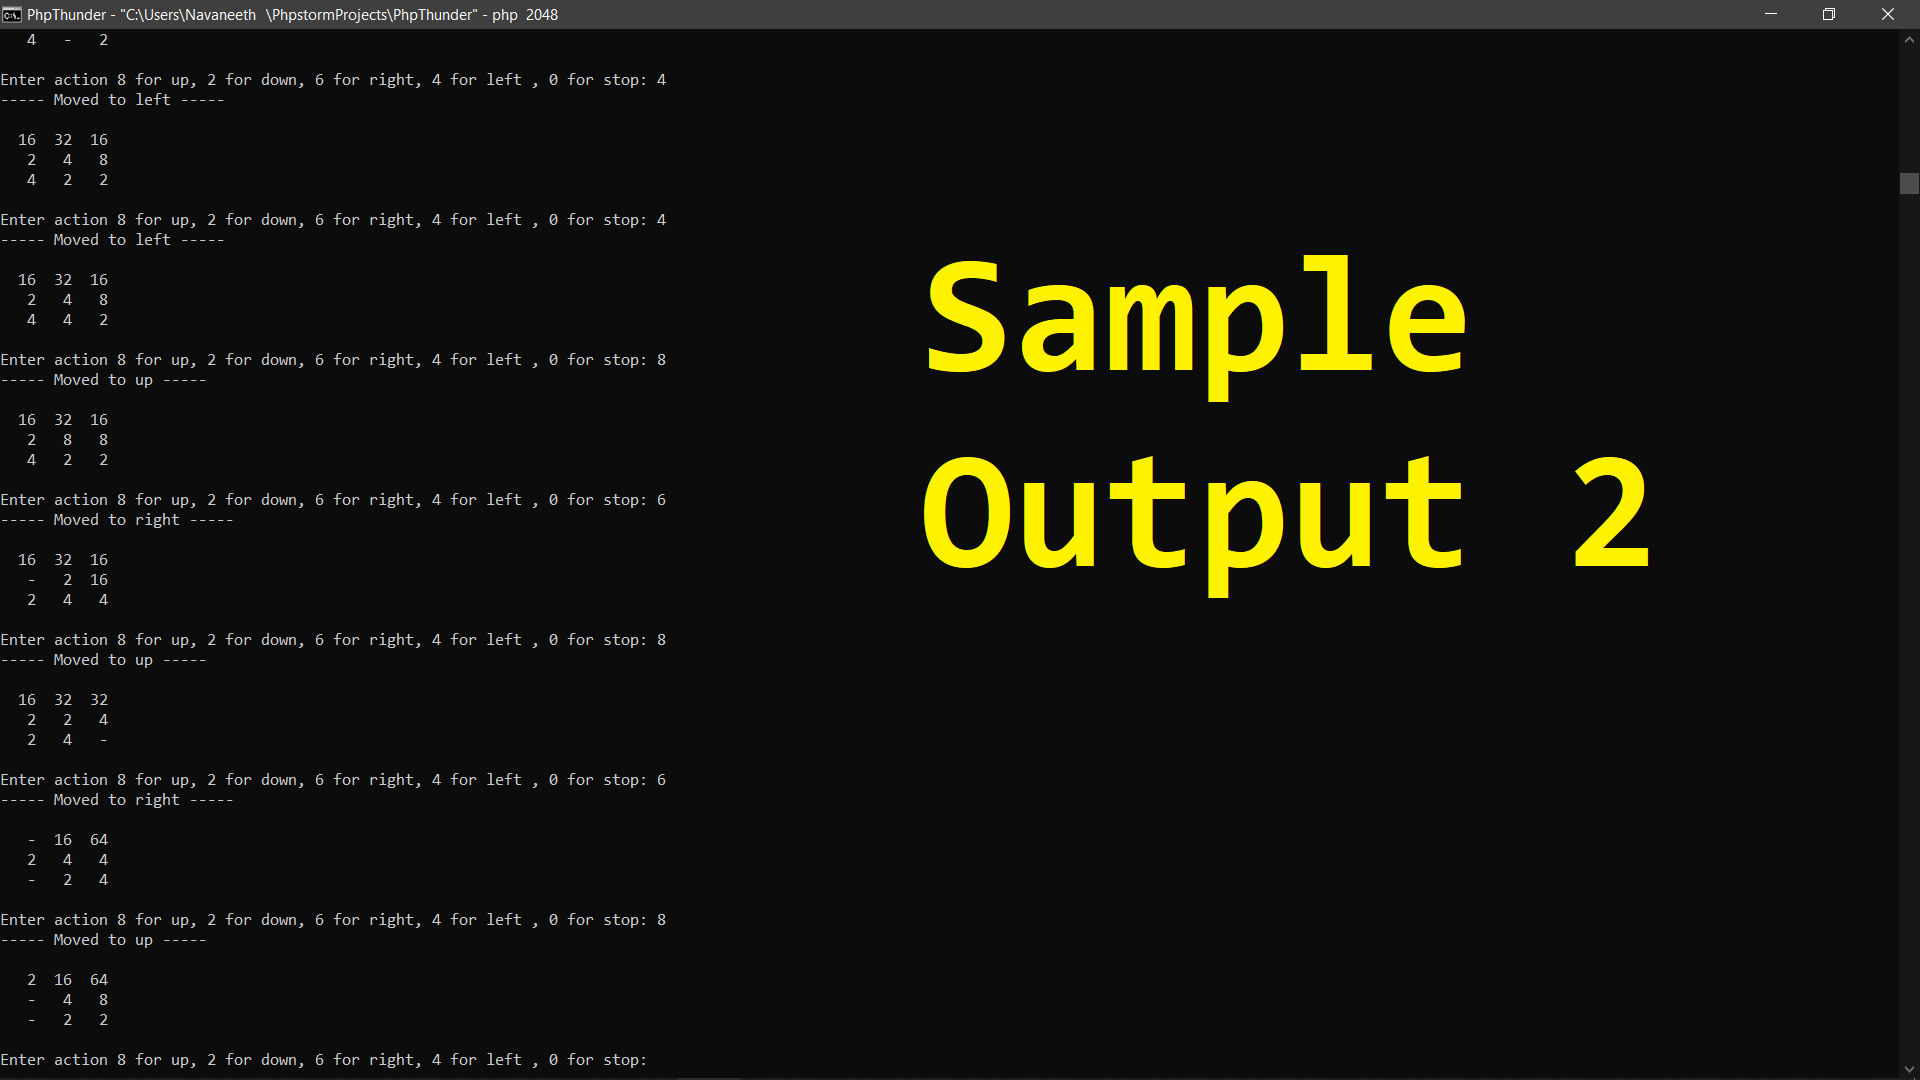 PhpThunder - "C:\Users\Navaneeth  \PhpstormProjects\PhpThunder" - php  2048
4 - 2
Enter action 8 for up, 2 for down, 6 for right, 4 for left , 0 for stop: 4
----- Moved to left -----
16 32 16
2 4 8
4 2 2
Enter action 8 for up, 2 for down, 6 for right, 4 for left , 0 for stop: 4
----- Moved to left -----
16 32 16
2 4 8
4 4 2
Enter action 8 for up, 2 for down, 6 for right, 4 for left , 0 for stop: 8
----- Moved to up -----
16 32 16
2 8 8
4 2 2
Enter action 8 for up, 2 for down, 6 for right, 4 for left , 0 for stop: 6
----- Moved to right -----
16 32 16
- 2 16
2 4 4
Enter action 8 for up, 2 for down, 6 for right, 4 for left , 0 for stop: 8
----- Moved to up -----
16 32 32
2 2 4
2 4 -
Enter action 8 for up, 2 for down, 6 for right, 4 for left , 0 for stop: 6
----- Moved to right -----
- 16 64
2 4 4
- 2 4
Enter action 8 for up, 2 for down, 6 for right, 4 for left , 0 for stop: 8
----- Moved to up -----
2 16 64
- 4 8
- 2 2
Enter action 8 for up, 2 for down, 6 for right, 4 for left , 0 for stop:
Sample
Output 2